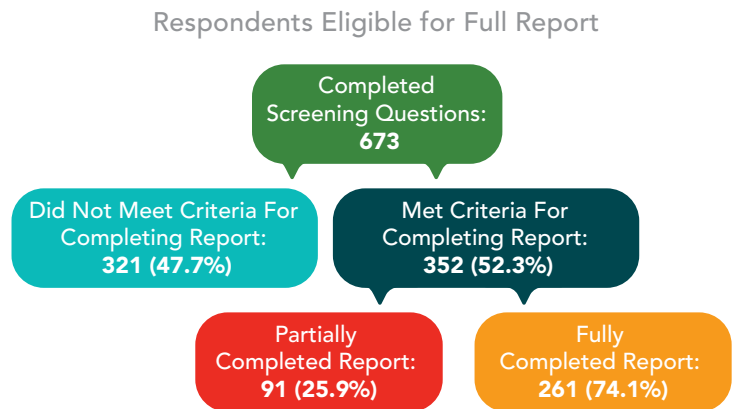 Respondents Eligible for Full Report
Completed
Screening Questions:
673
Did Not Meet Criteria For
Completing Report:
321 (47.7%)
Met Criteria For
Completing Report:
352 (52.3%)
Partially
Completed Report:
91 (25.9%)
Fully
Completed Report:
261 (74.1%)